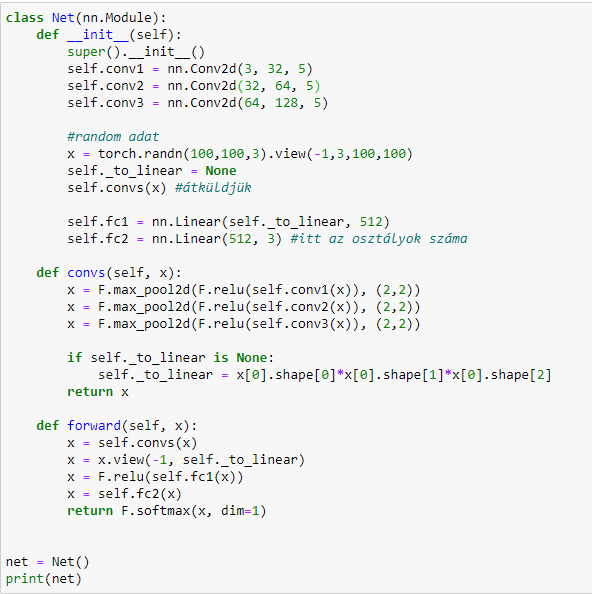 class Net(nn.Module):
    def __init__(self):
        super().__init__()
        self.conv1 = nn.Conv2d(3, 32, 5)
        self.conv2 = nn.Conv2d(32, 64, 5)
        self.conv3 = nn.Conv2d(64, 128, 5)

        #random adat
        x = torch.randn(100,100,3).view(-1,3,100,100)
        self._to_linear = None
        self.convs(x) #átküldjük

        self.fc1 = nn.Linear(self._to_linear, 512)
        self.fc2 = nn.Linear(512, 3) #itt az osztályok száma

    def convs(self, x):
        x = F.max_pool2d(F.relu(self.conv1(x)), (2,2))
        x = F.max_pool2d(F.relu(self.conv2(x)), (2,2))
        x = F.max_pool2d(F.relu(self.conv3(x)), (2,2))

        if self._to_linear is None:
            self._to_linear = x[0].shape[0]*x[0].shape[1]*x[0].shape[2]
        return x

    def forward(self, x):
        x = self.convs(x)
        x = x.view(-1, self._to_linear)
        x = F.relu(self.fc1(x))
        x = self.fc2(x)
        return F.softmax(x, dim=1)


net = Net()
print(net)